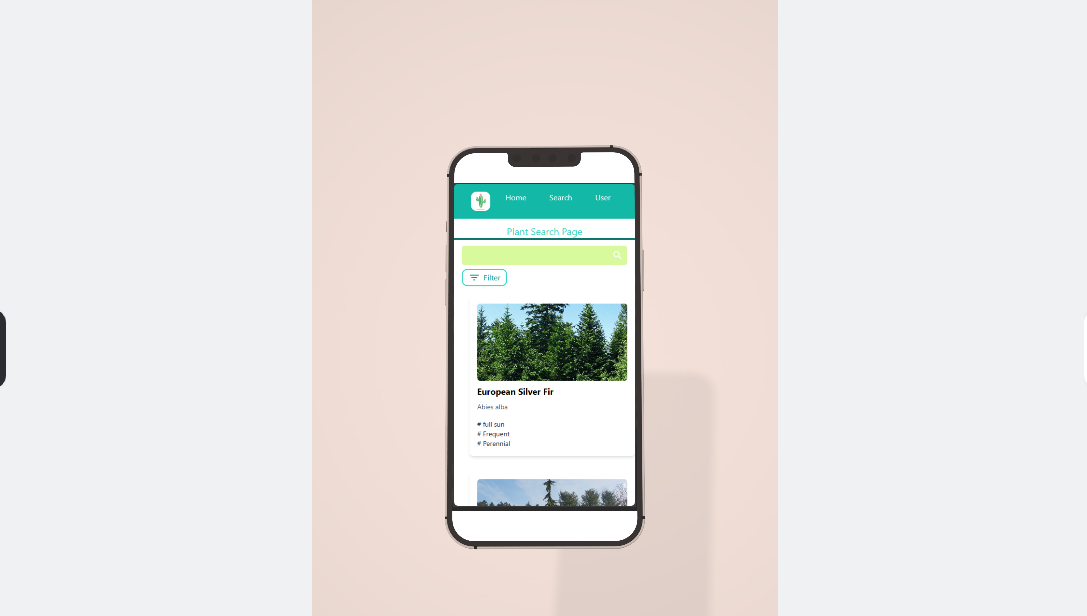 Home Search User
Plant Search Page
Filter
European Silver Fir
Abies alba
# full sun
# Frequent
# Perennial